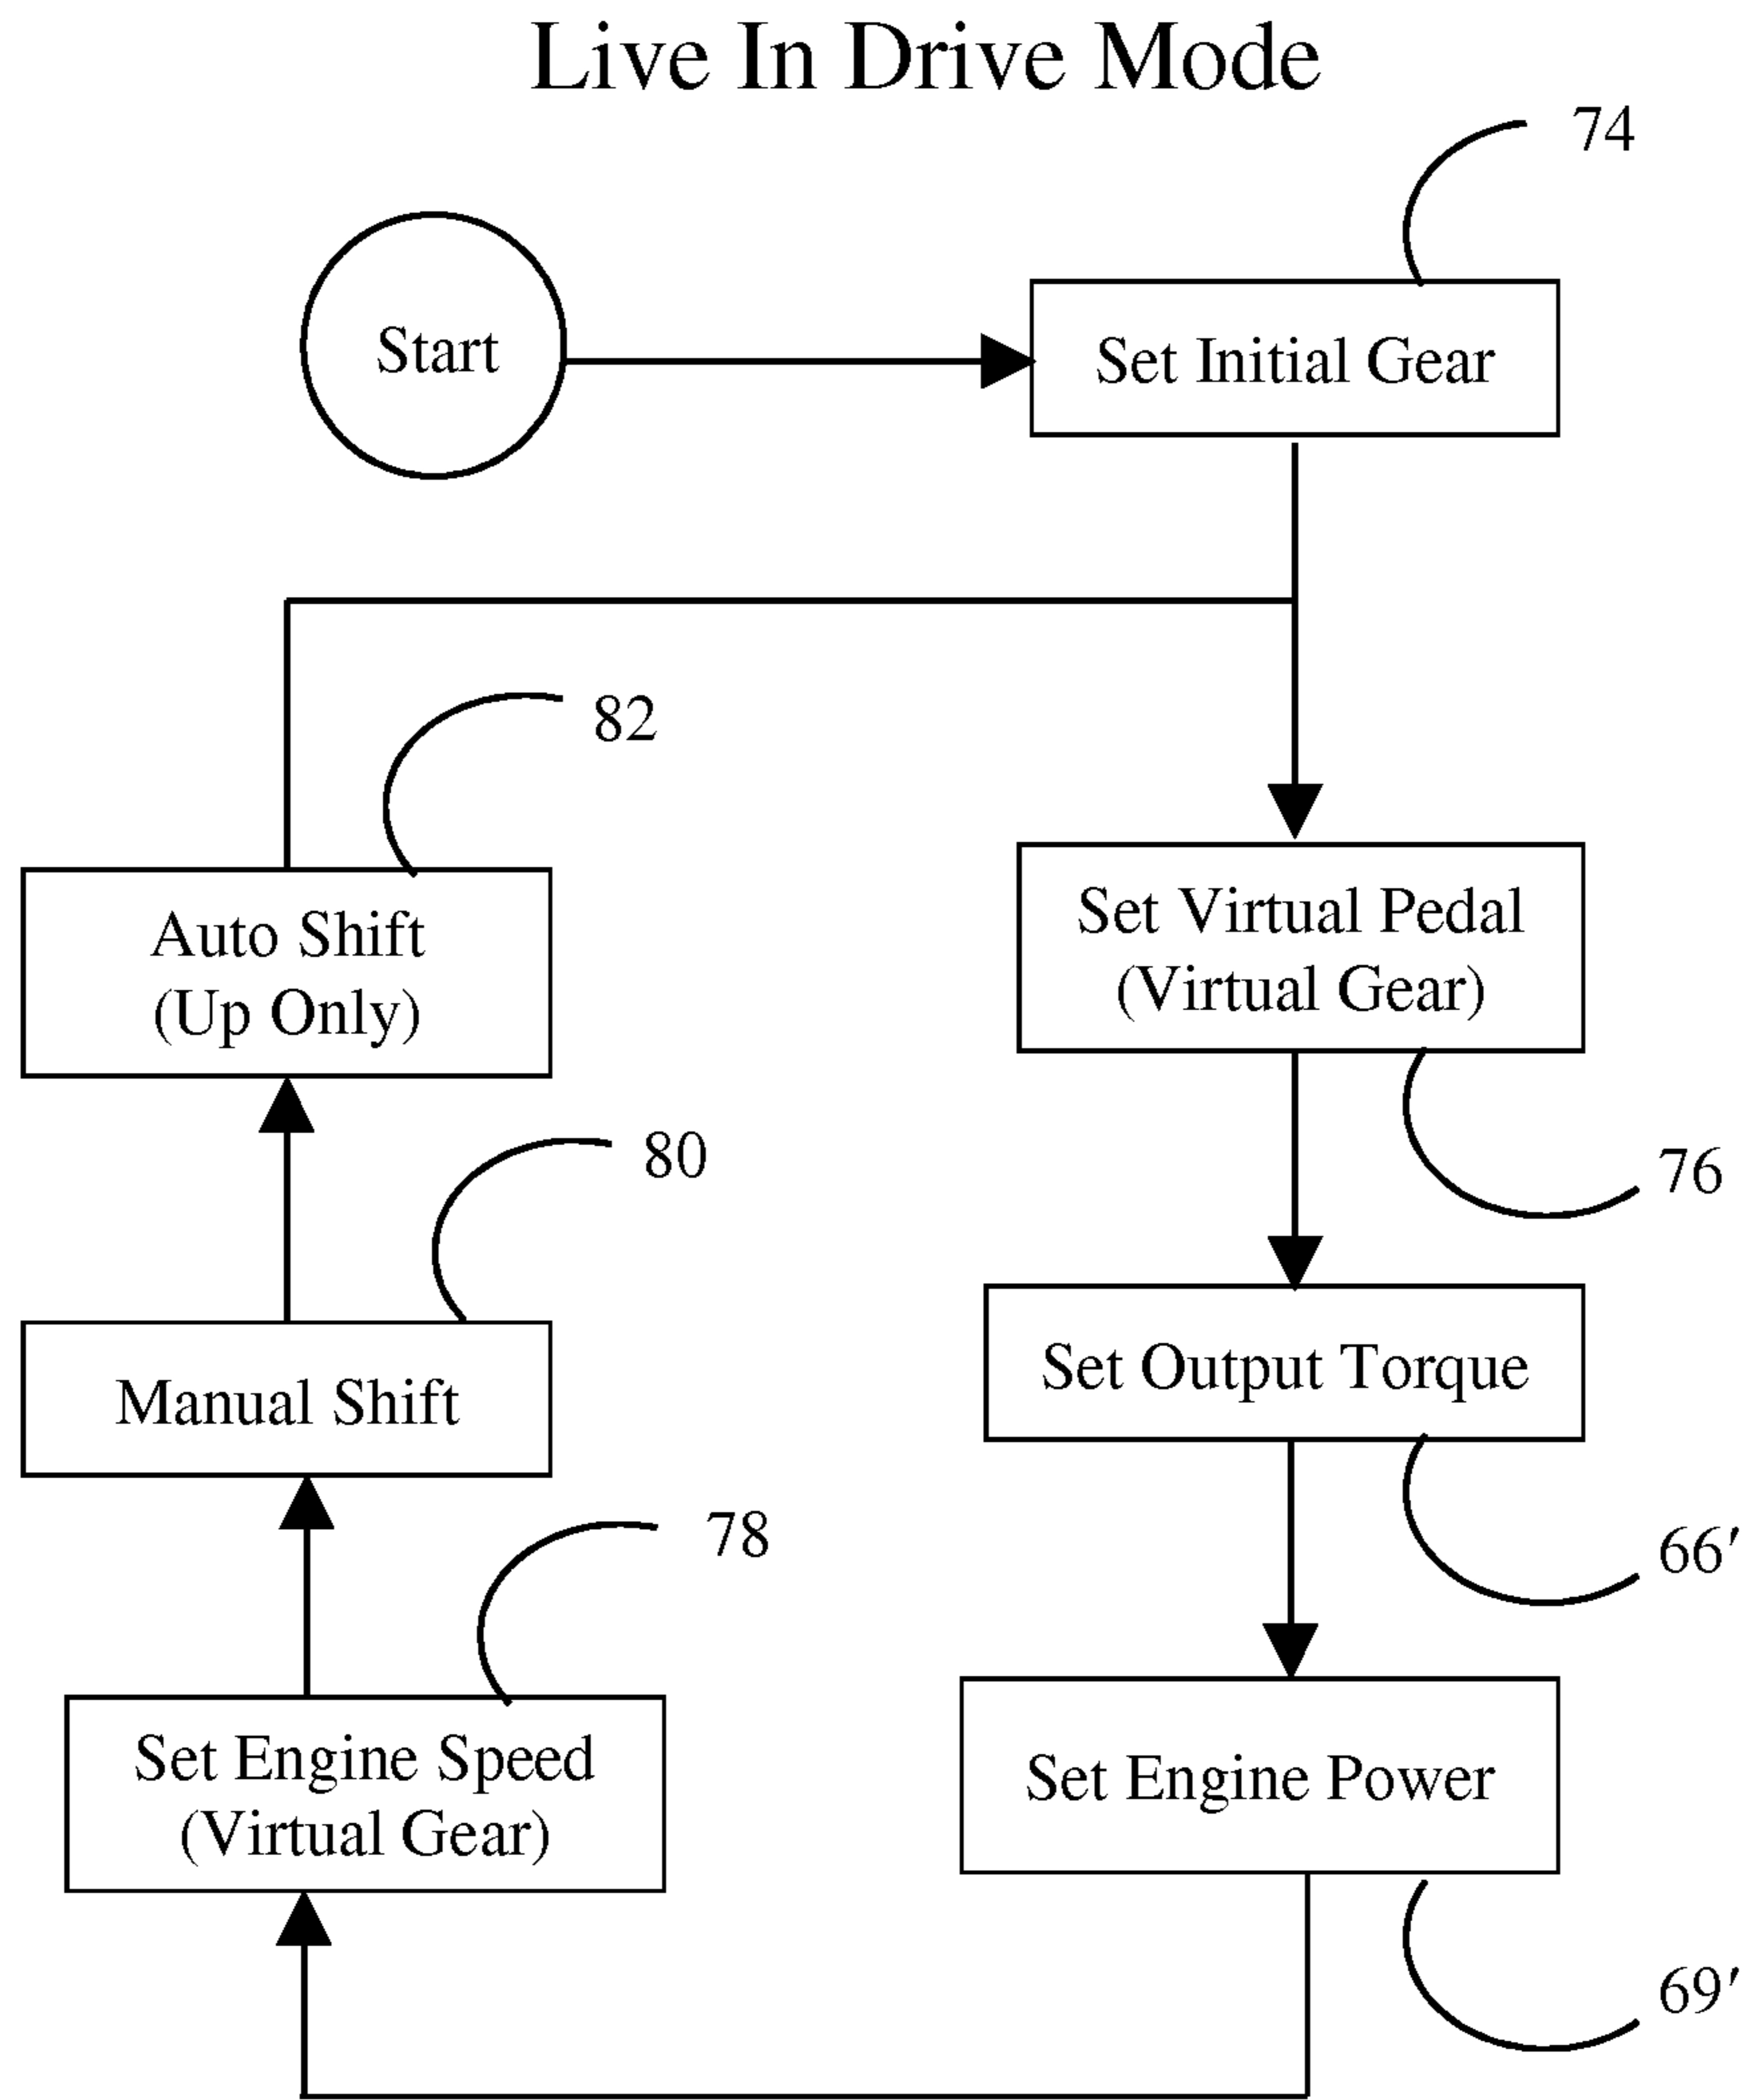 Live In Drive Mode
74
Start
Set Initial Gear
82
Auto Shift
(Up Only)
Set Virtual Pedal
(Virtual Gear)
80
76
Manual Shift
Set Output Torque
78
66′
Set Engine Speed
(Virtual Gear)
Set Engine Power
69′